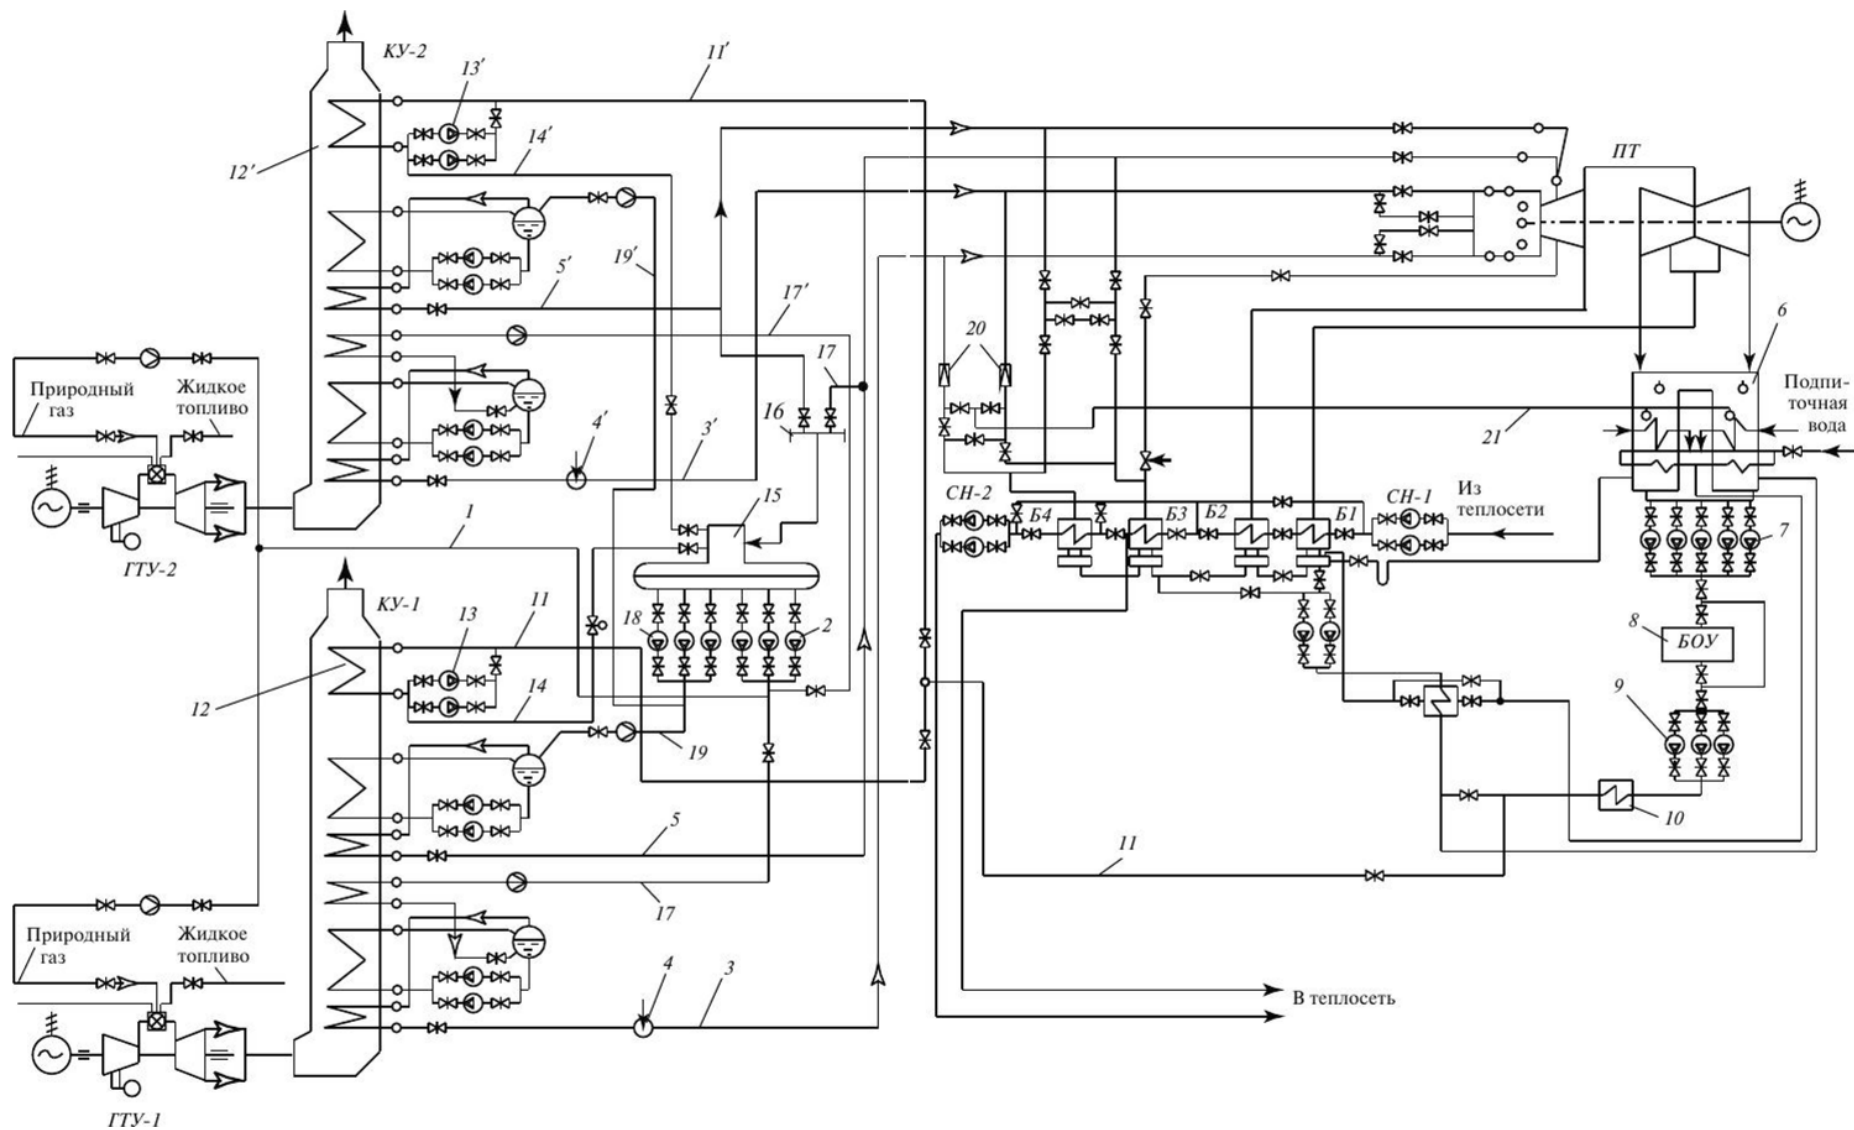 КУ-2
13'
11'
14'
12'
ПТ
19'
5'
17'
6
20
17
Природный
газ
Жидкое
топливо
Подпи-
точная
вода
16
4'
3'
21
СН-2
СН-1
Из
теплосети
15
Б4
Б3
Б2
Б1
1
7
ГТУ-2
КУ-1
11
13
18
2
8
БОУ
12
14
9
19
10
5
11
17
Природный
газ
Жидкое
топливо
4
3
В теплосеть
ГТУ-1